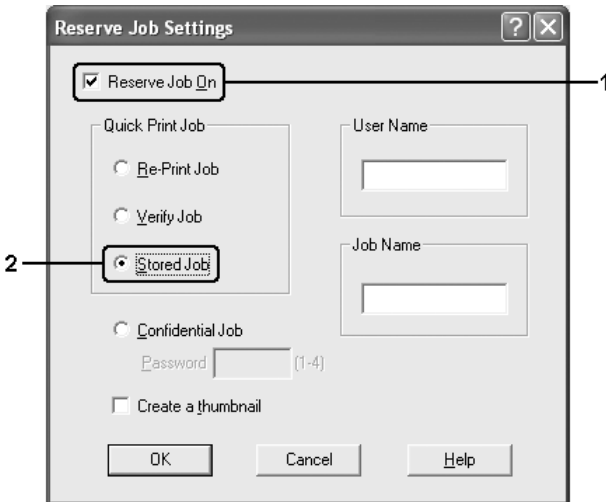 Reserve Job Settings
Reserve Job On
1
Quick Print Job
User Name
Re-Print Job
Verify Job
Job Name
2
Stored Job
Confidential Job
Password (1-4)
Create a thumbnail
OK Cancel Help